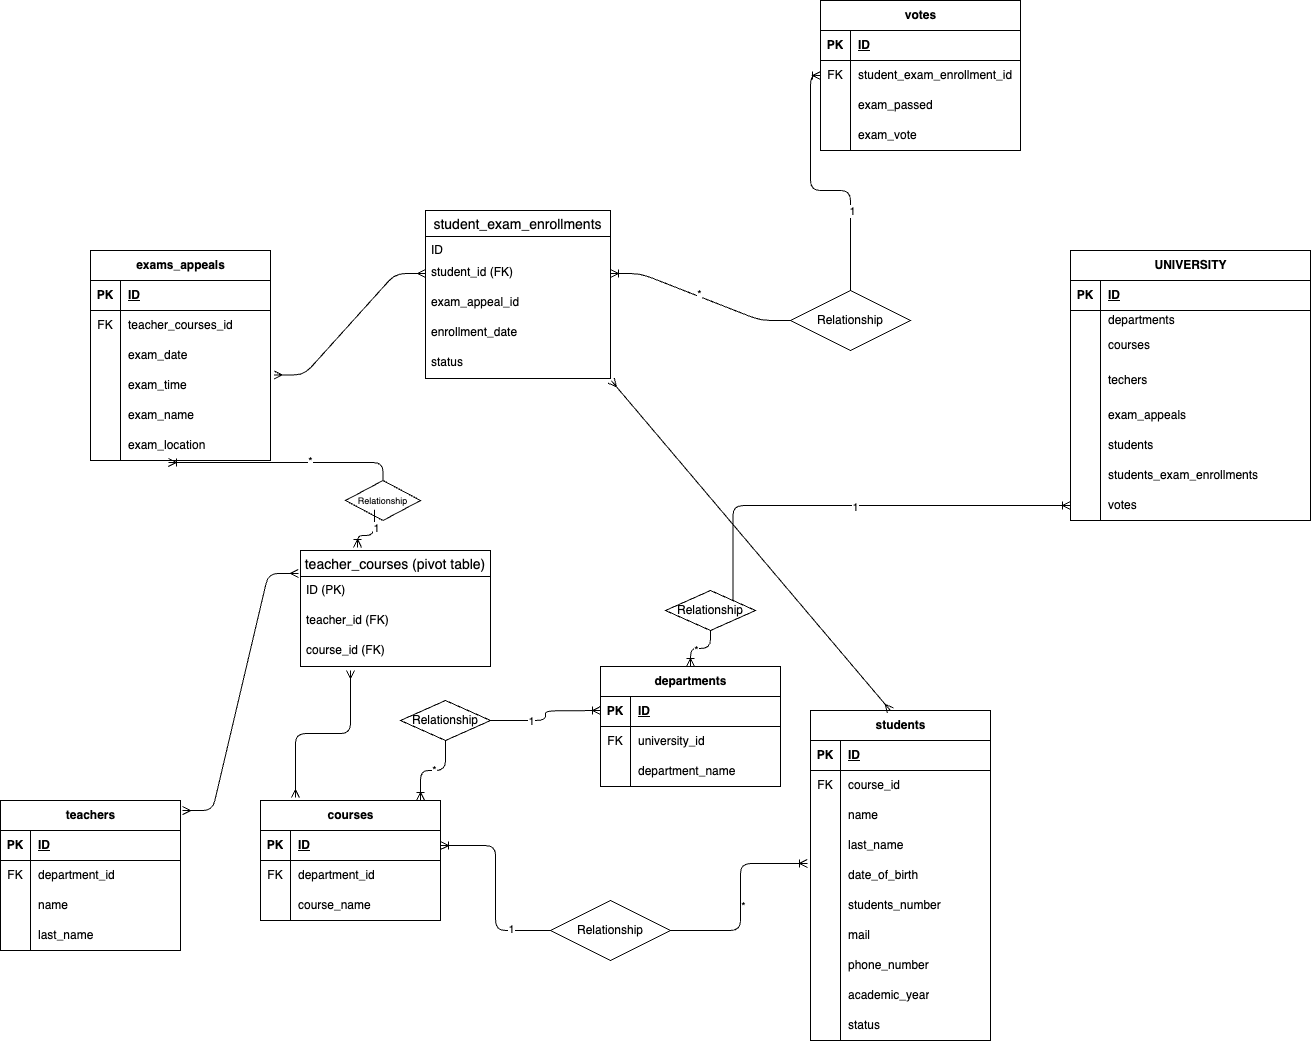 votes
PK ID
FK student_exam_enrollment_id
exam_passed
exam_vote
1
student_exam_enrollments
ID
student_id (FK)
exam_appeal_id
enrollment_date
status
*
Relationship
exams_appeals
PK ID
FK teacher_courses_id
exam_date
exam_time
exam_name
exam_location
UNIVERSITY
PK ID
departments
courses
techers
exam_appeals
students
students_exam_enrollments
votes
*
Relationship
1
1
teacher_courses (pivot table)
ID (PK)
teacher_id (FK)
course_id (FK)
Relationship
*
departments
PK ID
FK university_id
department_name
Relationship
1
*
students
PK ID
FK course_id
name
last_name
date_of_birth
students_number
mail
phone_number
academic_year
status
teachers
PK ID
FK department_id
name
last_name
courses
PK ID
FK department_id
course_name
1
Relationship
*